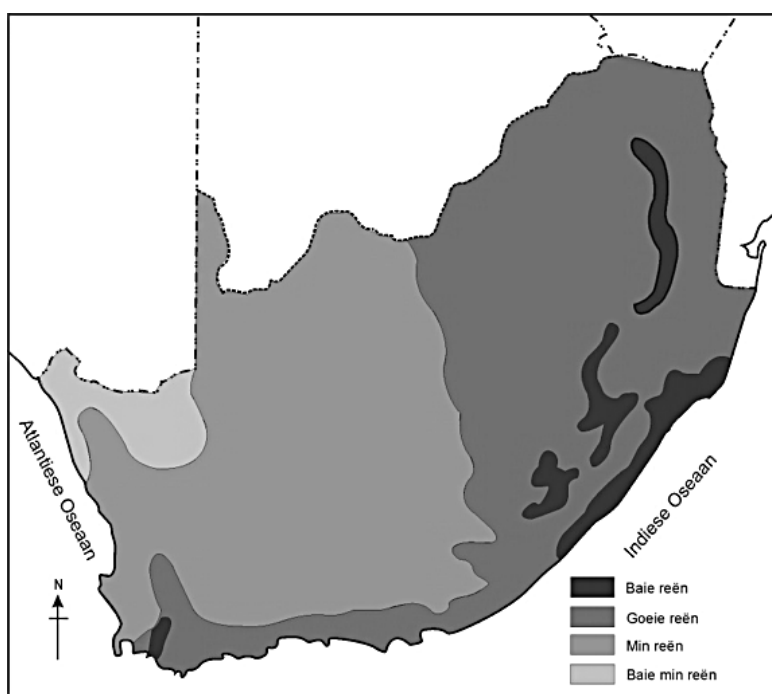 Atlantiese Oseaan
Indiese Oseaan
N
Baie reën
Goeie reën
Min reën
Baie min reën